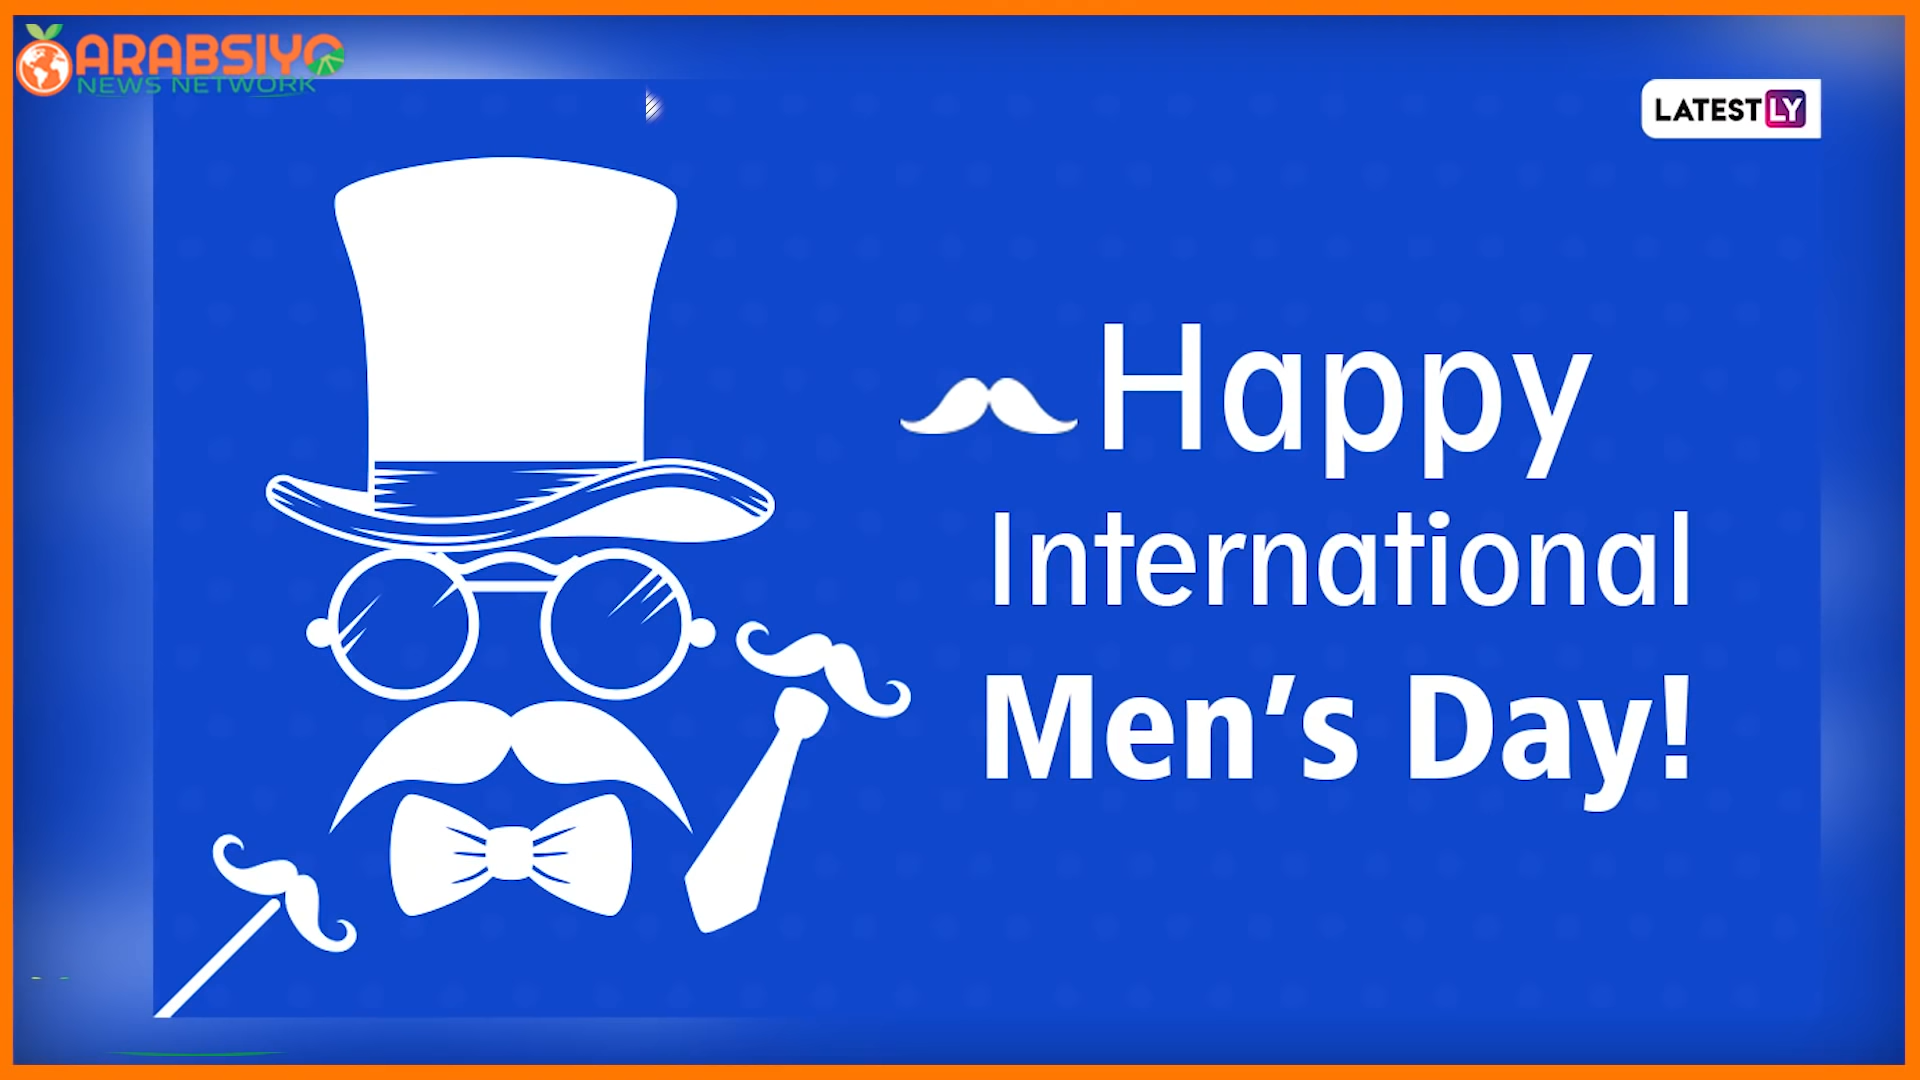 ARABSIYO
NEWS NETWORK
LATESTLY
Happy
International
Men's Day!